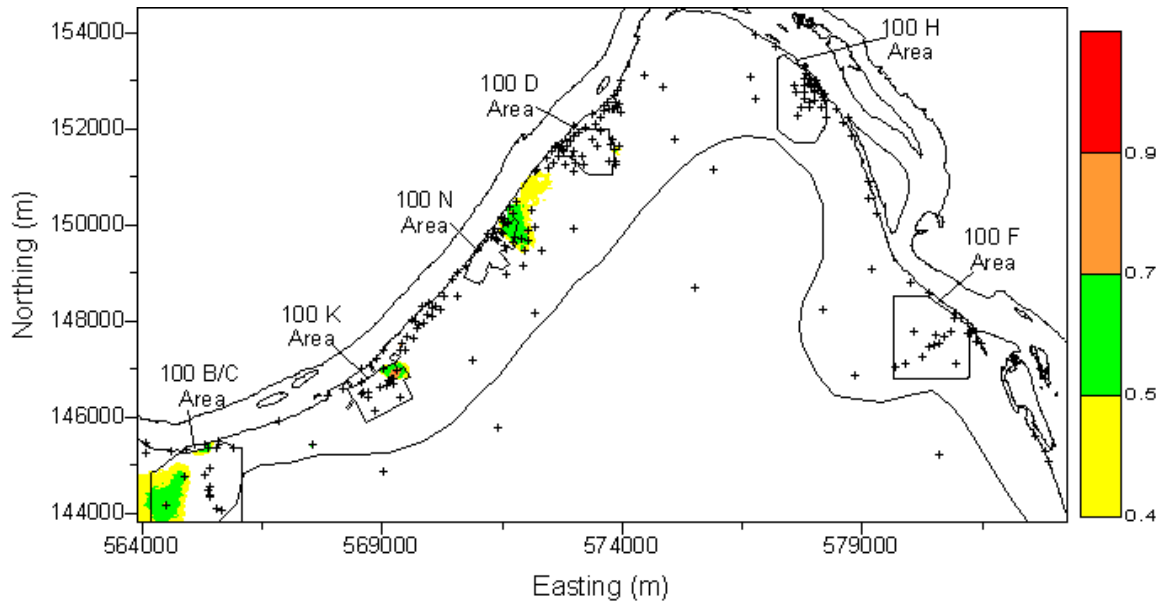 154000
152000
150000
148000
146000
144000
Northing (m)
100 H
Area
100 D
Area
100 N
Area
100 K
Area
100 B/C
Area
100 F
Area
0.9
0.7
0.5
0.4
564000
569000
574000
579000
Easting (m)